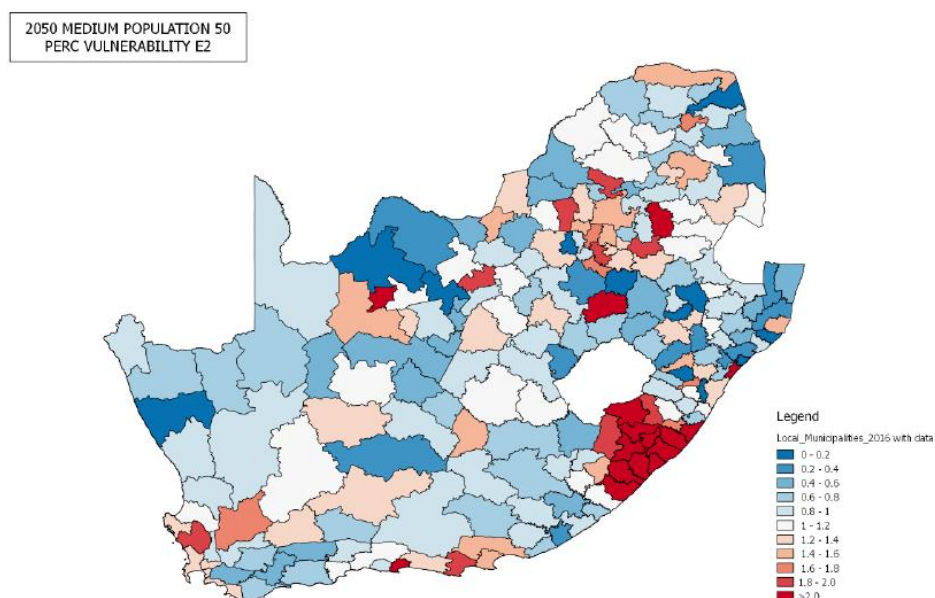 2050 MEDIUM POPULATION 50
PERC VULNERABILITY E2
Legend
Local_Municipalities_2016 with data
0 - 0.2
0.2 - 0.4
0.4 - 0.6
0.6 - 0.8
0.8 - 1
1 - 1.2
1.2 - 1.4
1.4 - 1.6
1.6 - 1.8
1.8 - 2.0
>2.0